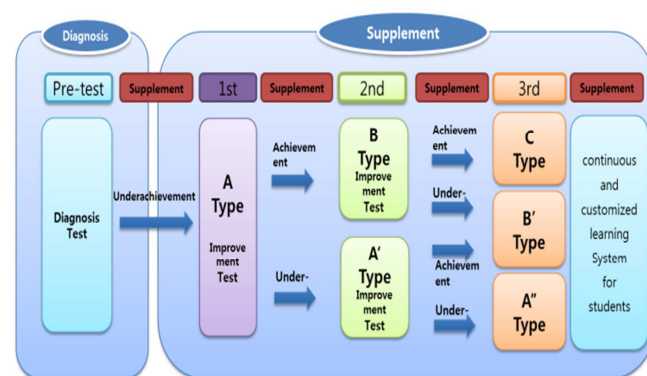 Diagnosis
Supplement
Pre-test
Supplement
1st
Supplement
2nd
Supplement
3rd
Supplement
Diagnosis
Test
Underachievement
A
Type
Improve
ment
Test
Achievem
ent
Under-
B
Type
Improve
ment
Test
A'
Type
Improve
ment
Test
Achievem
ent
Under-
Achievem
ent
Under-
C
Type
B'
Type
A"
Type
continuous
and
customized
learning
System
for
students